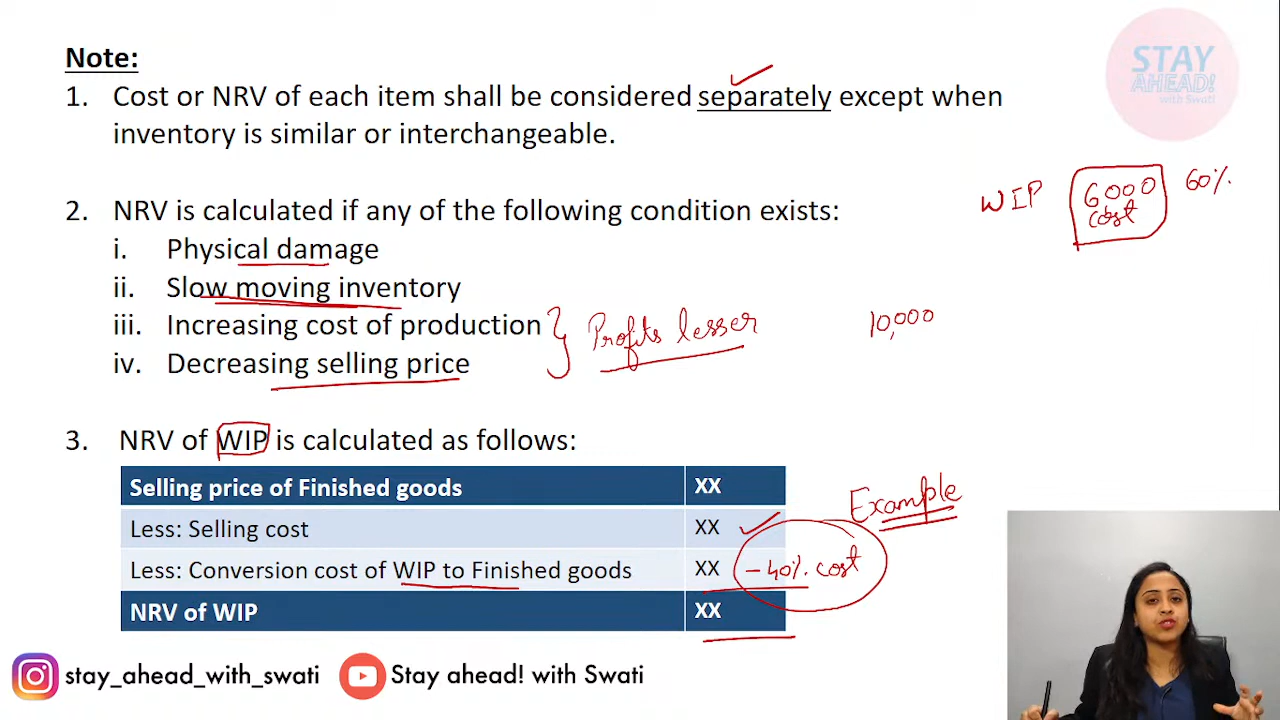 Note:
STAY
AHEAD!
with Swati
1. Cost or NRV of each item shall be considered separately except when
inventory is similar or interchangeable.
WIP 6000 60%
cost
2. NRV is calculated if any of the following condition exists:
i. Physical damage
ii. Slow moving inventory
iii. Increasing cost of production
Profits lesser
10,000
iv. Decreasing selling price
3. NRV of WIP is calculated as follows:
Selling price of Finished goods XX
Example
Less: Selling cost XX
Less: Conversion cost of WIP to Finished goods XX – 40% cost
NRV of WIP XX
stay_ahead_with_swati Stay ahead! with Swati